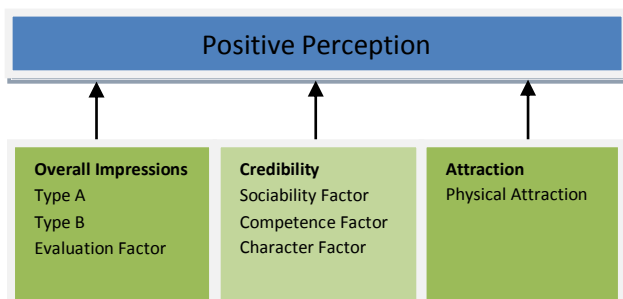 Positive Perception
Overall Impressions
Type A
Type B
Evaluation Factor
Credibility
Sociability Factor
Competence Factor
Character Factor
Attraction
Physical Attraction